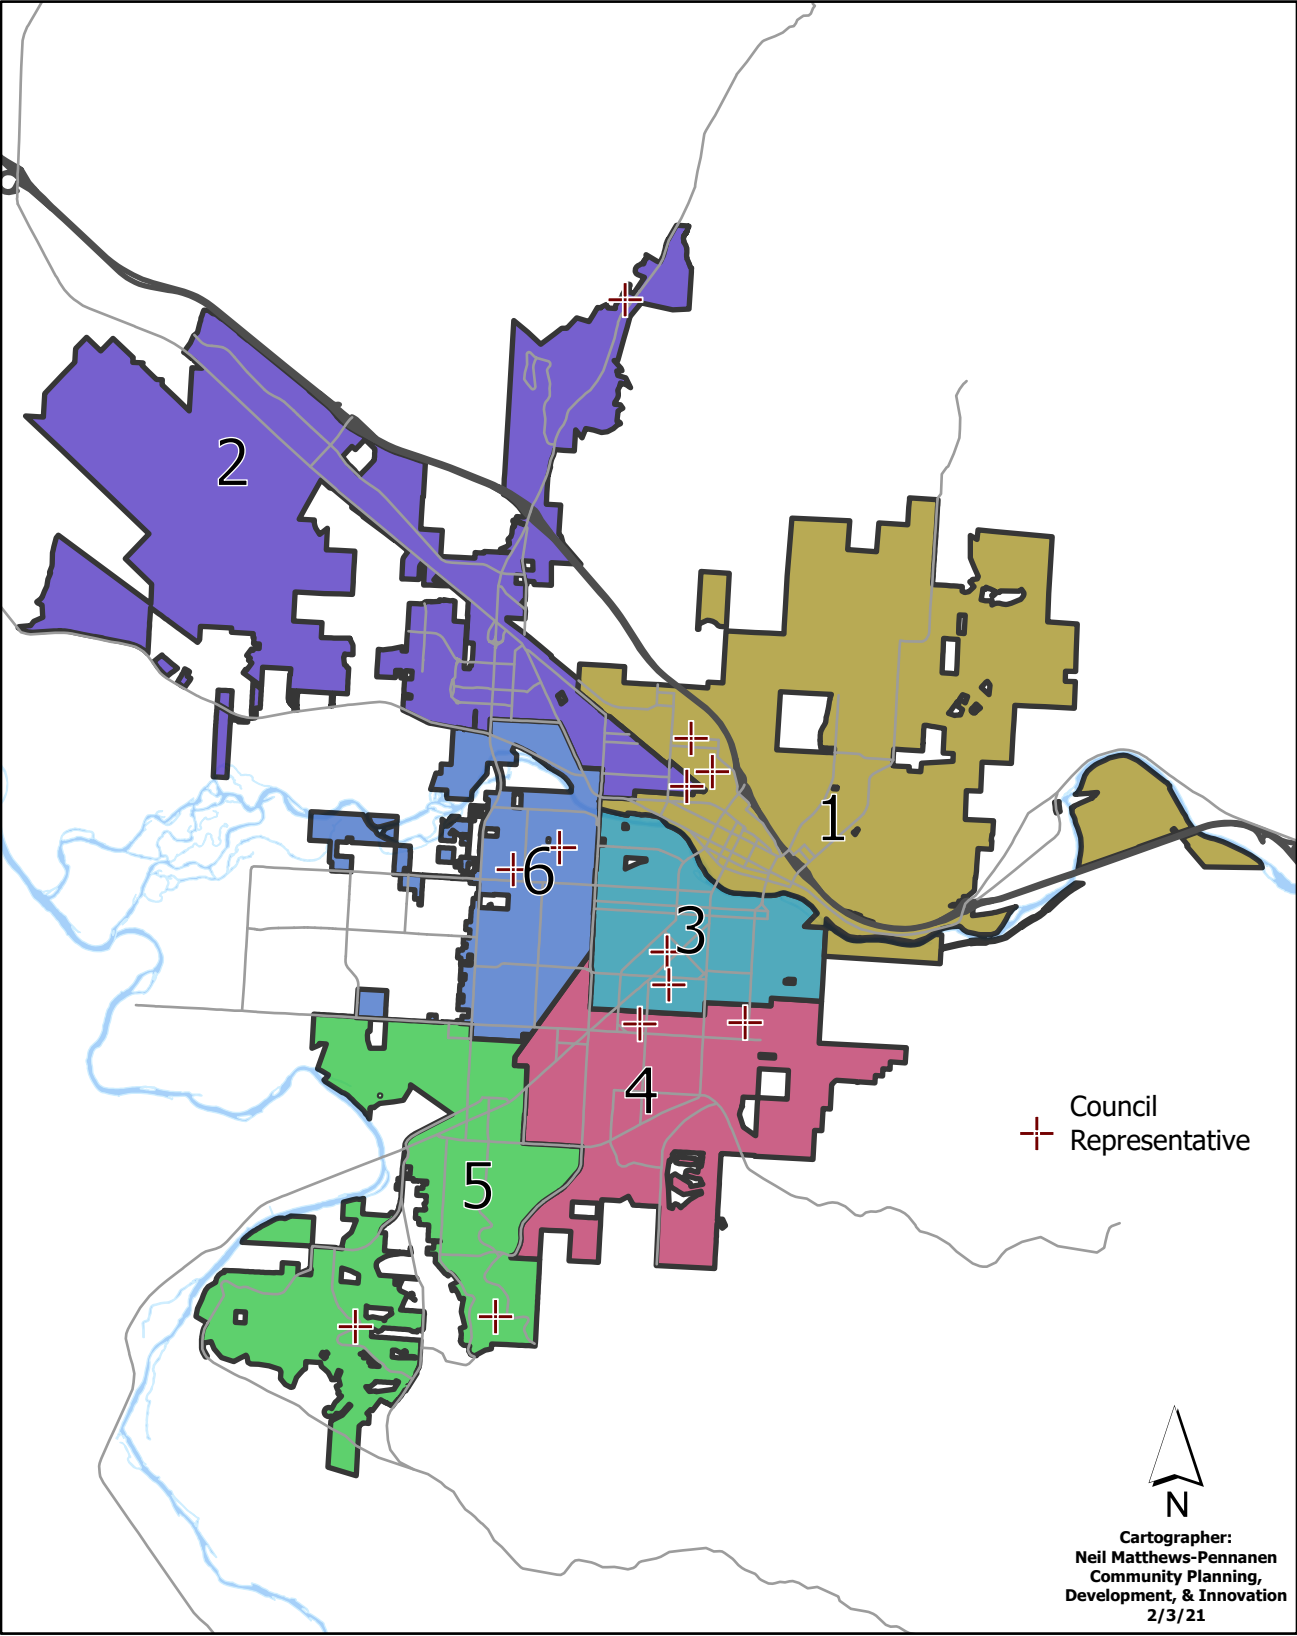 2
1
6
3
4
Council
Representative
5
N
Cartographer:
Neil Matthews-Pennanen
Community Planning,
Development, & Innovation
2/3/21